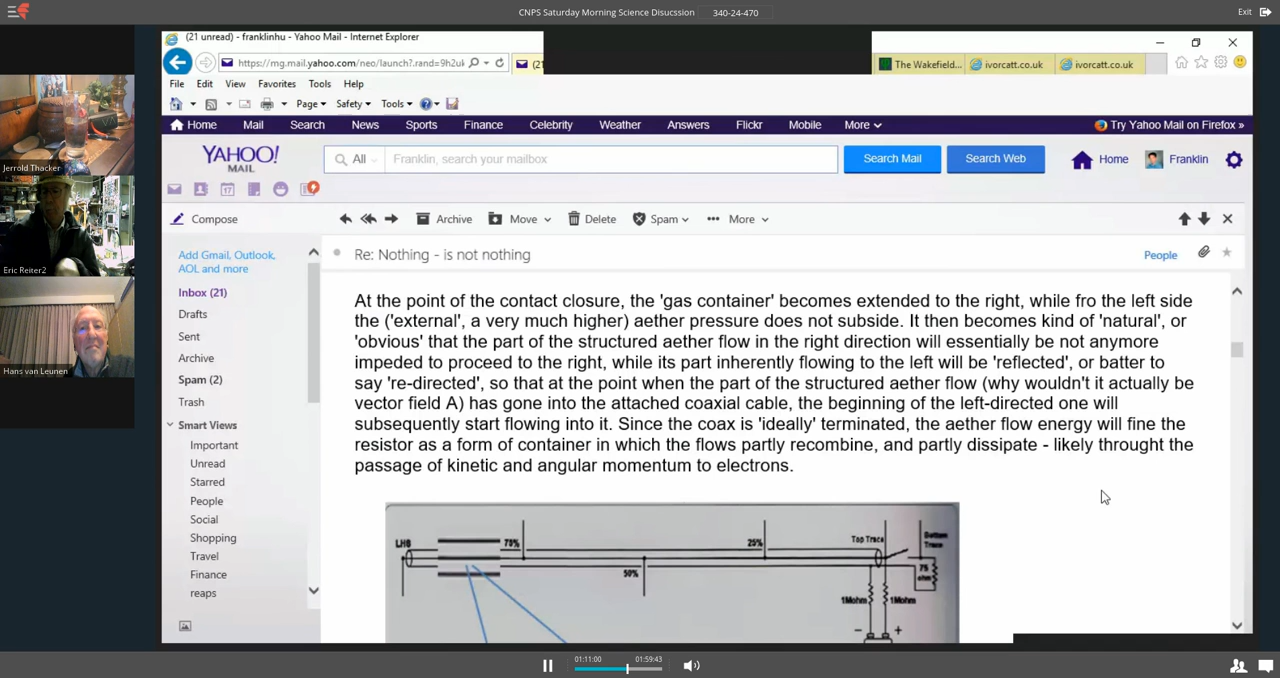 CNPS Saturday Morning Science Disucssion 340-24-470 Exit
(21 unread) - franklinhu - Yahoo Mail - Internet Explorer
https://mg.mail.yahoo.com/neo/launch?.rand=9h2uk (21
The Wakefield... ivorcatt.co.uk ivorcatt.co.uk
File Edit View Favorites Tools Help
Page Safety Tools
Home Mail Search News Sports Finance Celebrity Weather Answers Flickr Mobile More Try Yahoo Mail on Firefox »
YAHOO! MAIL
All Franklin, search your mailbox Search Mail Search Web Home Franklin
Compose Archive Move Delete Spam More
Jerrold Thacker
Eric Reiter2
Hans van Leunen
Add Gmail, Outlook,
AOL and more
Inbox (21)
Drafts
Sent
Archive
Spam (2)
Trash
Smart Views
Important
Unread
Starred
People
Social
Shopping
Travel
Finance
reaps
Re: Nothing - is not nothing People
At the point of the contact closure, the 'gas container' becomes extended to the right, while fro the left side
the ('external', a very much higher) aether pressure does not subside. It then becomes kind of 'natural', or
'obvious' that the part of the structured aether flow in the right direction will essentially be not anymore
impeded to proceed to the right, while its part inherently flowing to the left will be 'reflected', or batter to
say 're-directed', so that at the point when the part of the structured aether flow (why wouldn't it actually be
vector field A) has gone into the attached coaxial cable, the beginning of the left-directed one will
subsequently start flowing into it. Since the coax is 'ideally' terminated, the aether flow energy will fine the
resistor as a form of container in which the flows partly recombine, and partly dissipate - likely throught the
passage of kinetic and angular momentum to electrons.
LHS 75% 25% Top Trace Bottom
Trace
50% 75
ohm
1Mohm 1Mohm
- +
01:11:00 01:59:43